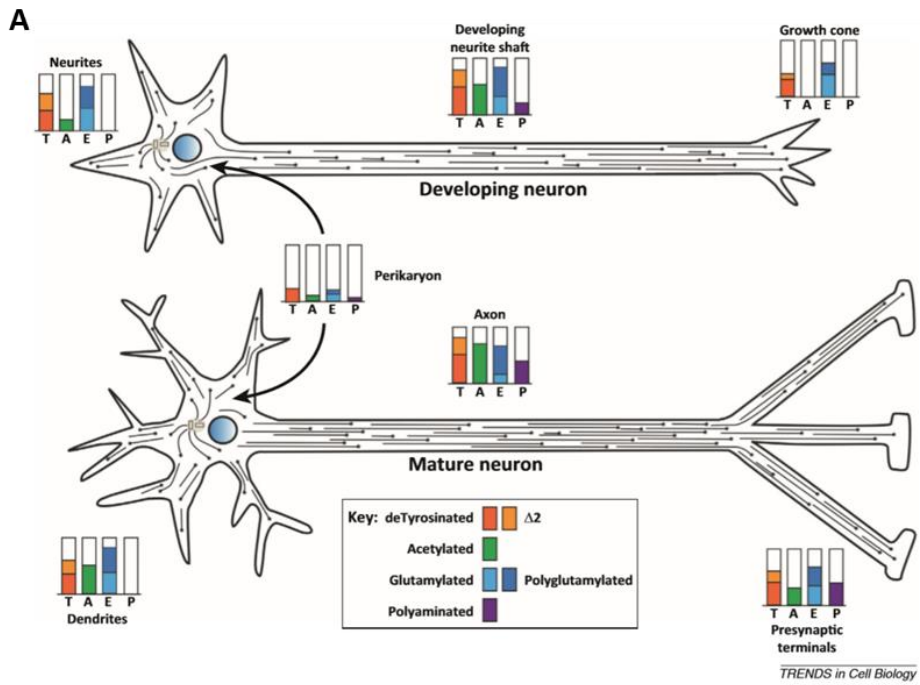 A
Neurites
T A E P
Developing
neurite shaft
T A E P
Growth cone
T A E P
Developing neuron
T A E P
Perikaryon
Axon
T A E P
Mature neuron
Key: deTyrosinated Δ2
Acetylated
Glutamylated Polyglutamylated
Polyaminated
T A E P
Dendrites
T A E P
Presynaptic
terminals
TRENDS in Cell Biology